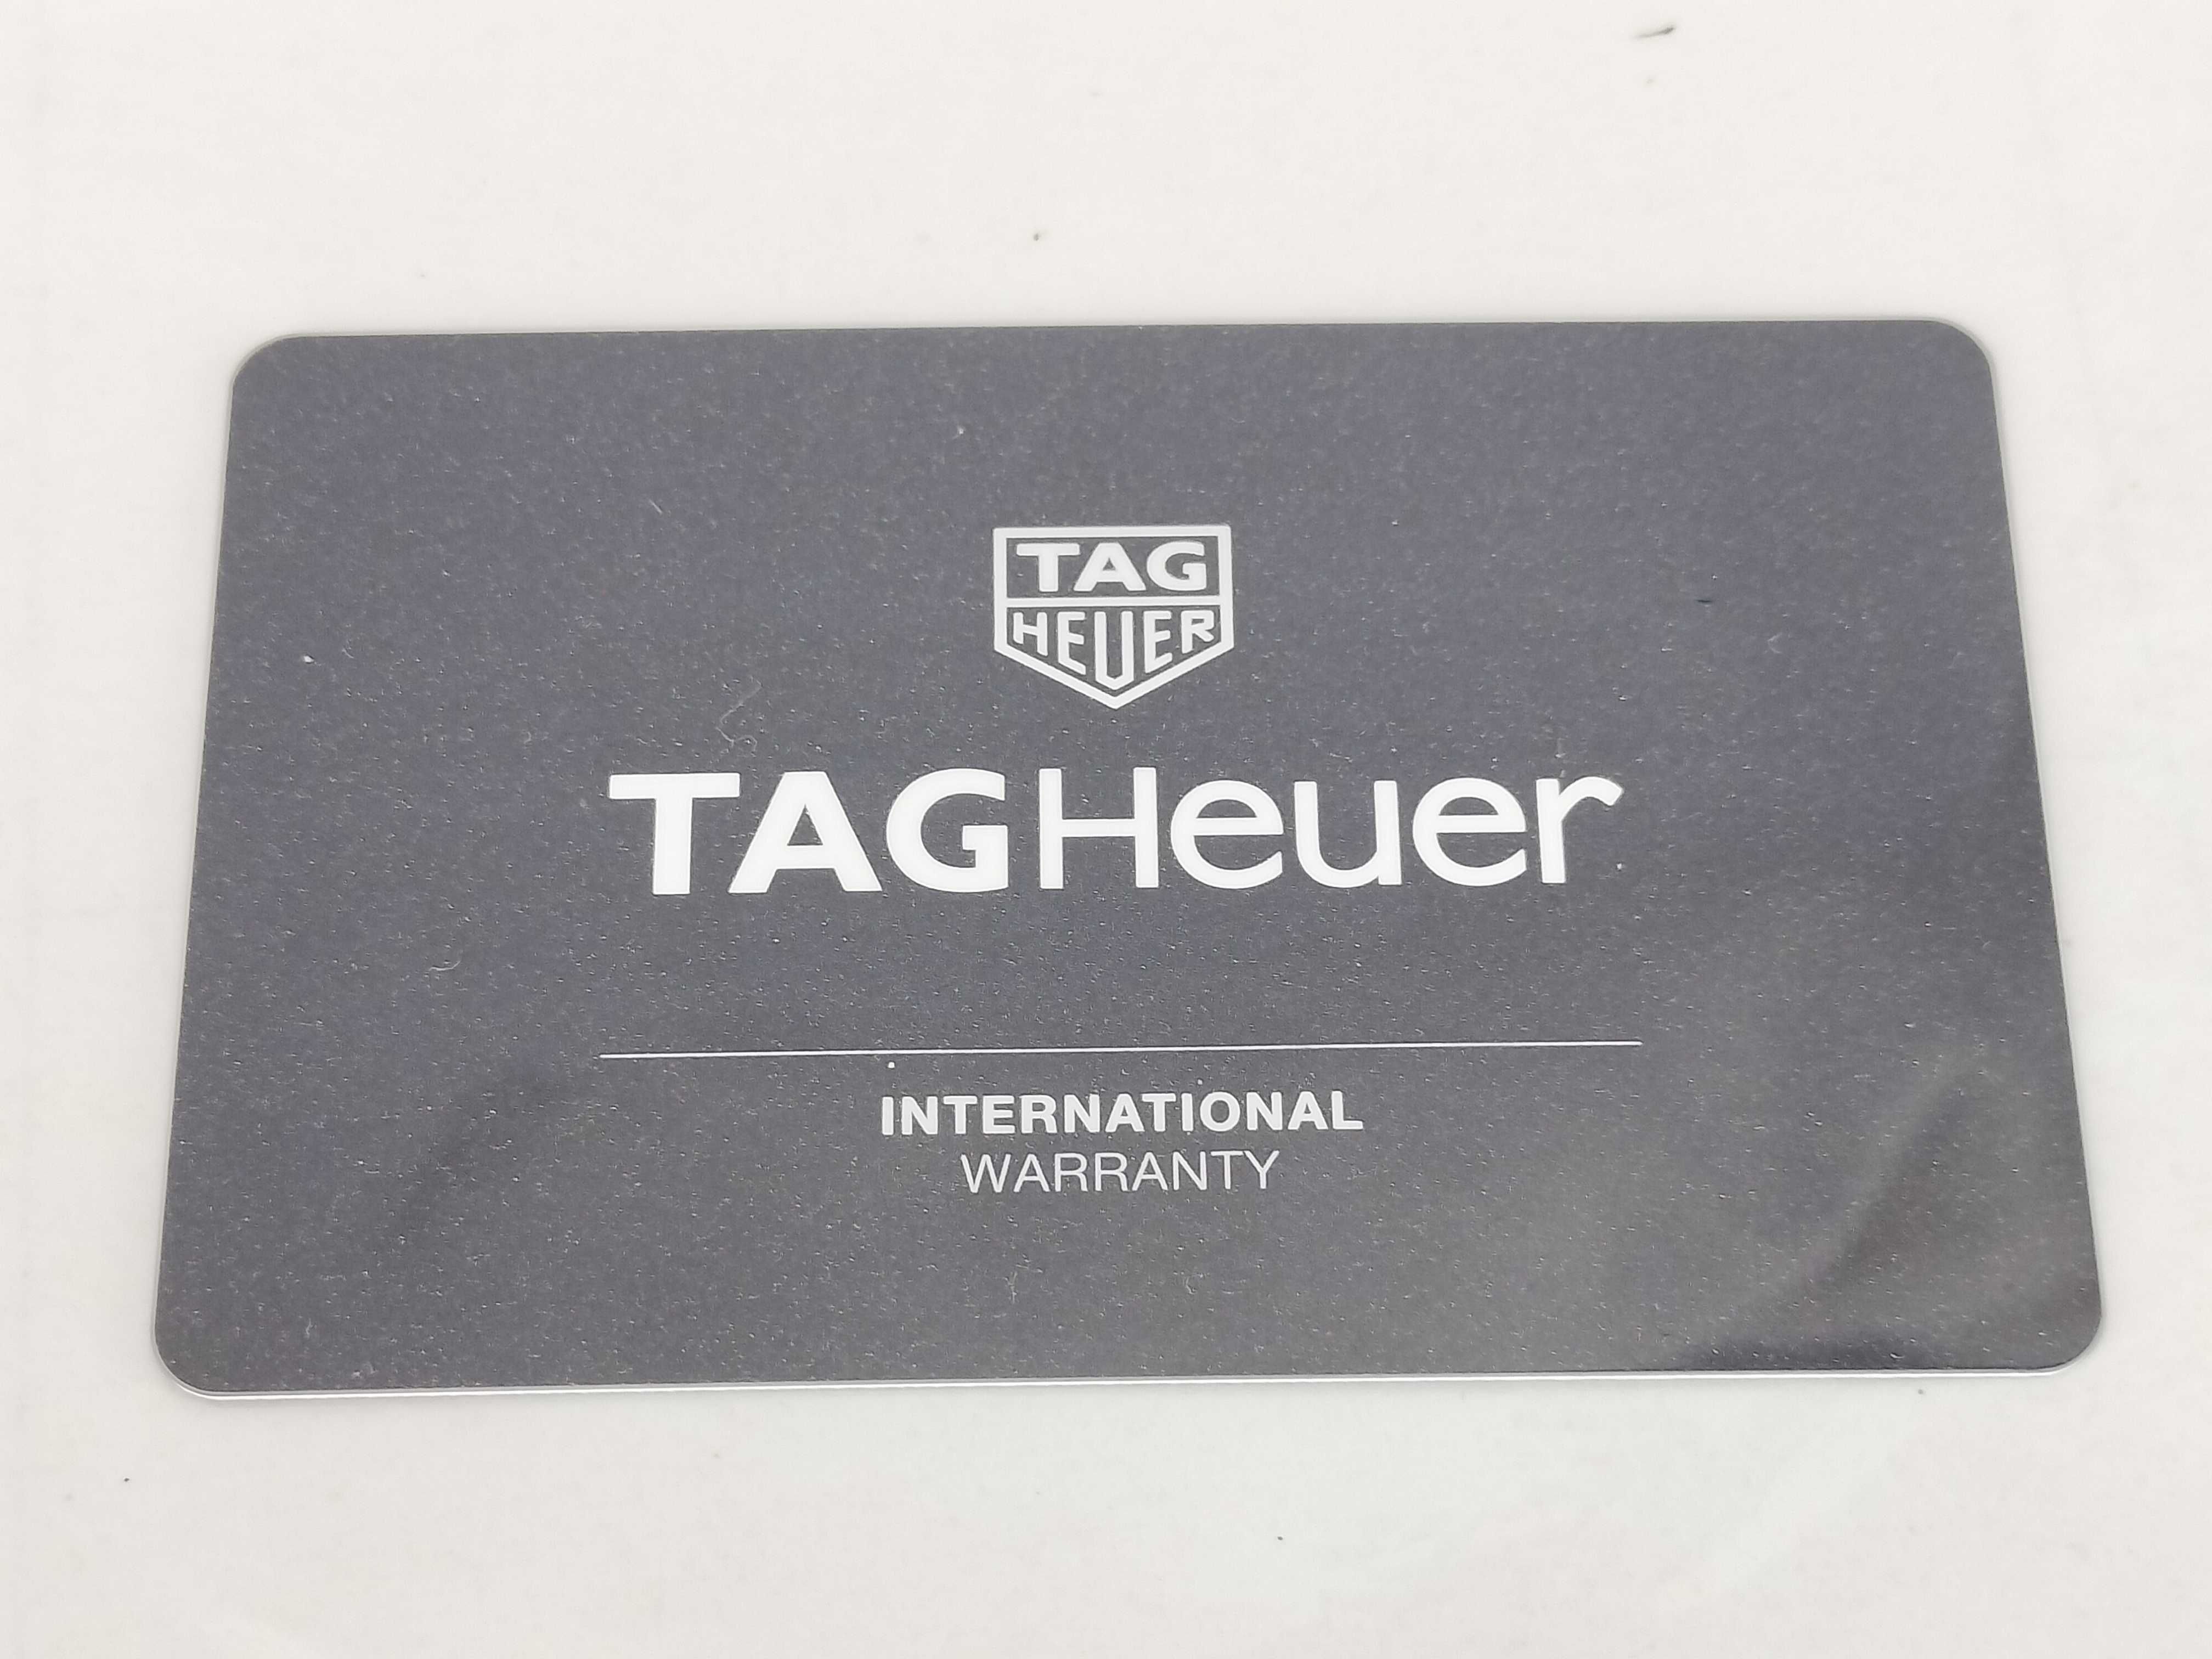 TAG
HEUER
TAGHeuer
INTERNATIONAL
WARRANTY